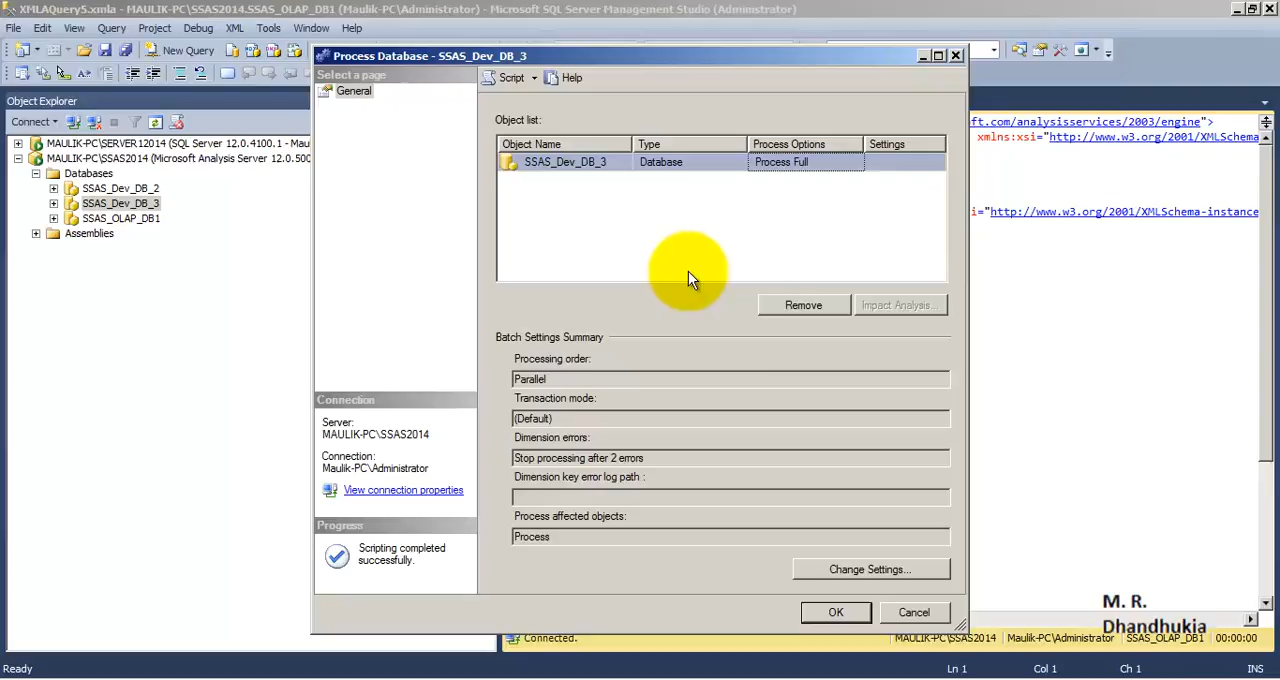 XMLAQuery5.xmla - MAULIK-PC\SSAS2014.SSAS_OLAP_DB1 (Maulik-PC\Administrator) - Microsoft SQL Server Management Studio (Administrator)
File Edit View Query Project Debug XML Tools Window Help
New Query
Object Explorer
Connect
MAULIK-PC\SERVER12014 (SQL Server 12.0.4100.1 - Mau
MAULIK-PC\SSAS2014 (Microsoft Analysis Server 12.0.500
Databases
SSAS_Dev_DB_2
SSAS_Dev_DB_3
SSAS_OLAP_DB1
Assemblies
Process Database - SSAS_Dev_DB_3
Select a page
General
Script Help
Object list:
Object Name Type Process Options Settings
SSAS_Dev_DB_3 Database Process Full
Remove Impact Analysis...
Batch Settings Summary
Processing order:
Parallel
Transaction mode:
(Default)
Dimension errors:
Stop processing after 2 errors
Dimension key error log path :
Process affected objects:
Process
Change Settings...
OK Cancel
Connection
Server:
MAULIK-PC\SSAS2014
Connection:
Maulik-PC\Administrator
View connection properties
Progress
Scripting completed
successfully.
ft.com/analysisservices/2003/engine">
xmlns:xsi="http://www.w3.org/2001/XMLSchema
i="http://www.w3.org/2001/XMLSchema-instance
M. R.
Dhandhukia
Connected. MAULIK-PC\SSAS2014 Maulik-PC\Administrator SSAS_OLAP_DB1 00:00:00
Ready Ln 1 Col 1 Ch 1 INS